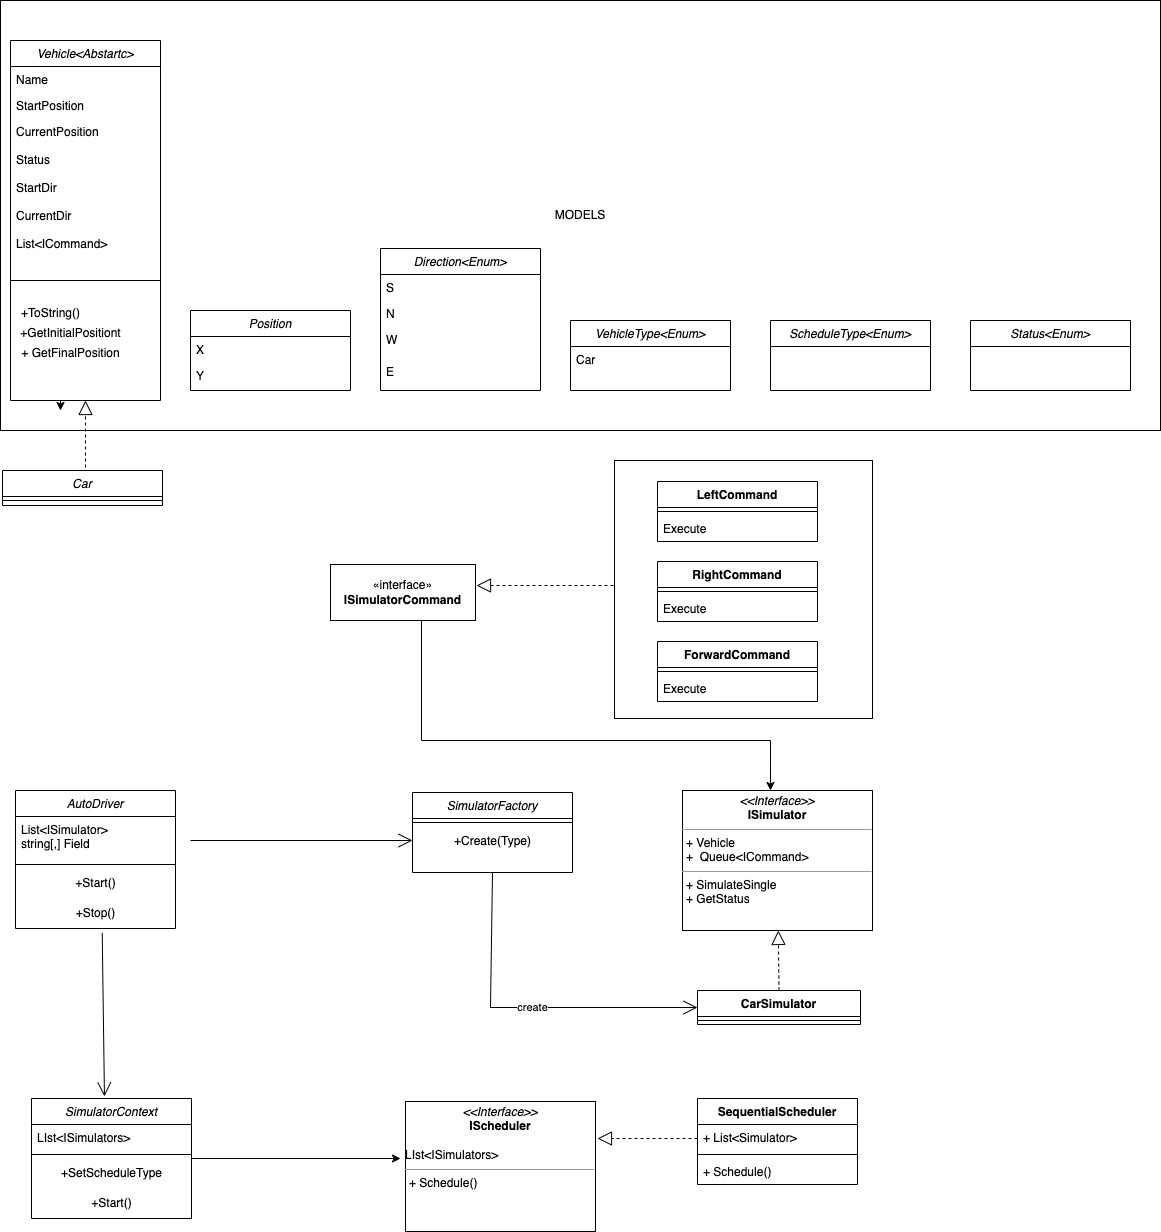 Vehicle<Abstartc>
Name
StartPosition
CurrentPosition
Status
StartDir
CurrentDir
List<ICommand>
+ToString()
+GetInitialPositiont
+ GetFinalPosition
MODELS
Position
X
Y
Direction<Enum>
S
N
W
E
VehicleType<Enum>
Car
ScheduleType<Enum>
Status<Enum>
Car
LeftCommand
Execute
RightCommand
Execute
ForwardCommand
Execute
«interface»
ISimulatorCommand
AutoDriver
List<ISimulator>
string[,] Field
+Start()
+Stop()
SimulatorFactory
+Create(Type)
<<Interface>>
ISimulator
+ Vehicle
+ Queue<ICommand>
+ SimulateSingle
+ GetStatus
create
CarSimulator
SimulatorContext
LIst<ISimulators>
+SetScheduleType
+Start()
<<Interface>>
IScheduler
LIst<ISimulators>
+ Schedule()
SequentialScheduler
+ List<Simulator>
+ Schedule()